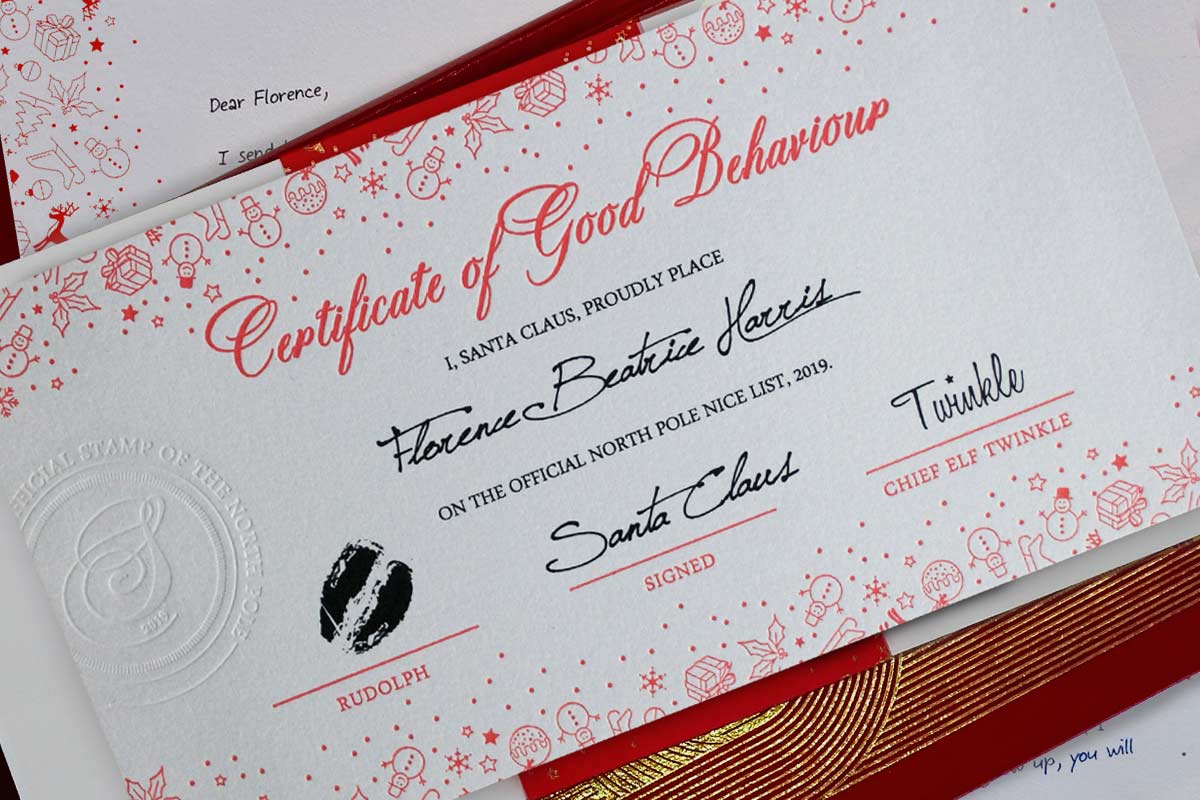 Dear Florence,
I send
Certificate of Good Behaviour
I, SANTA CLAUS, PROUDLY PLACE
Florence Beatrice Harris
ON THE OFFICIAL NORTH POLE NICE LIST, 2019.
Twinkle
CHIEF ELF TWINKLE
Santa Claus
SIGNED
RUDOLPH
OFFICIAL STAMP OF THE NORTH POLE
2019
up, you will